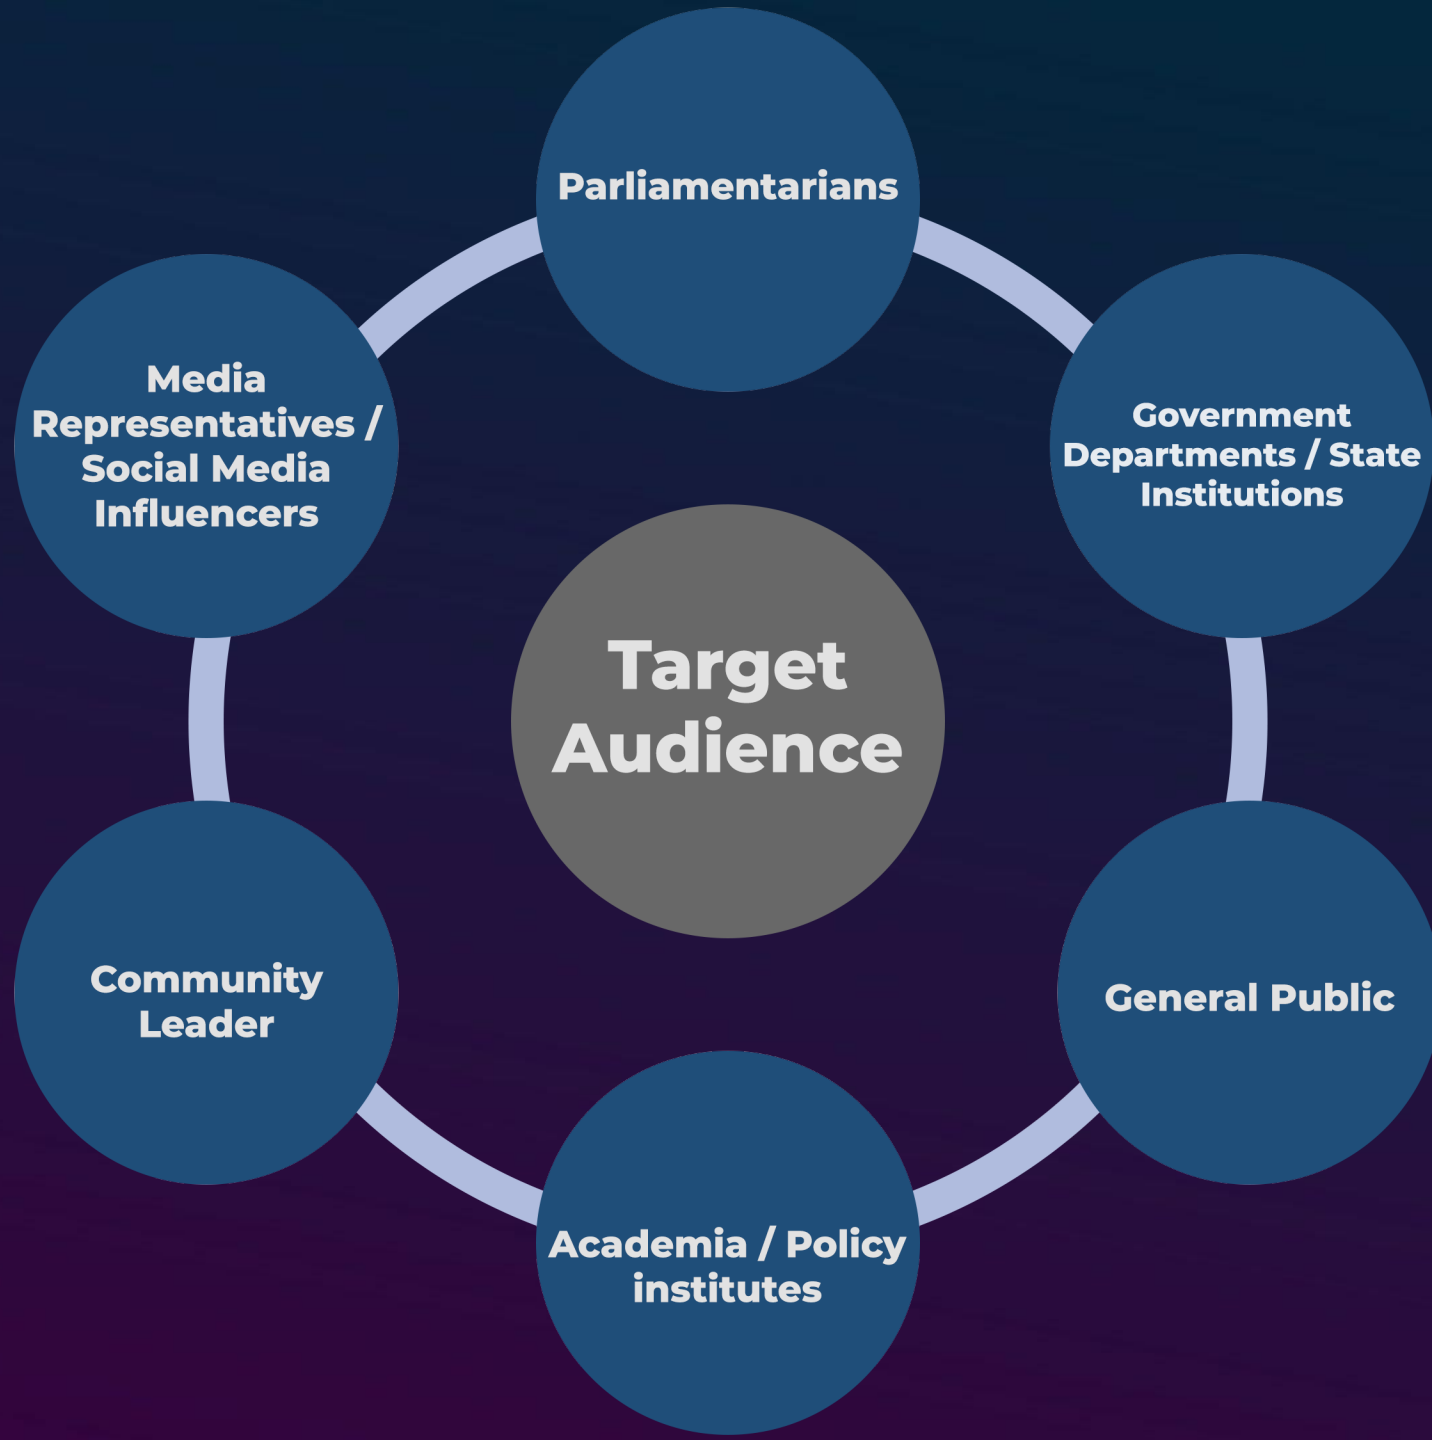 Parliamentarians
Media
Representatives /
Social Media
Influencers
Government
Departments / State
Institutions
Target
Audience
Community
Leader
General Public
Academia / Policy
institutes